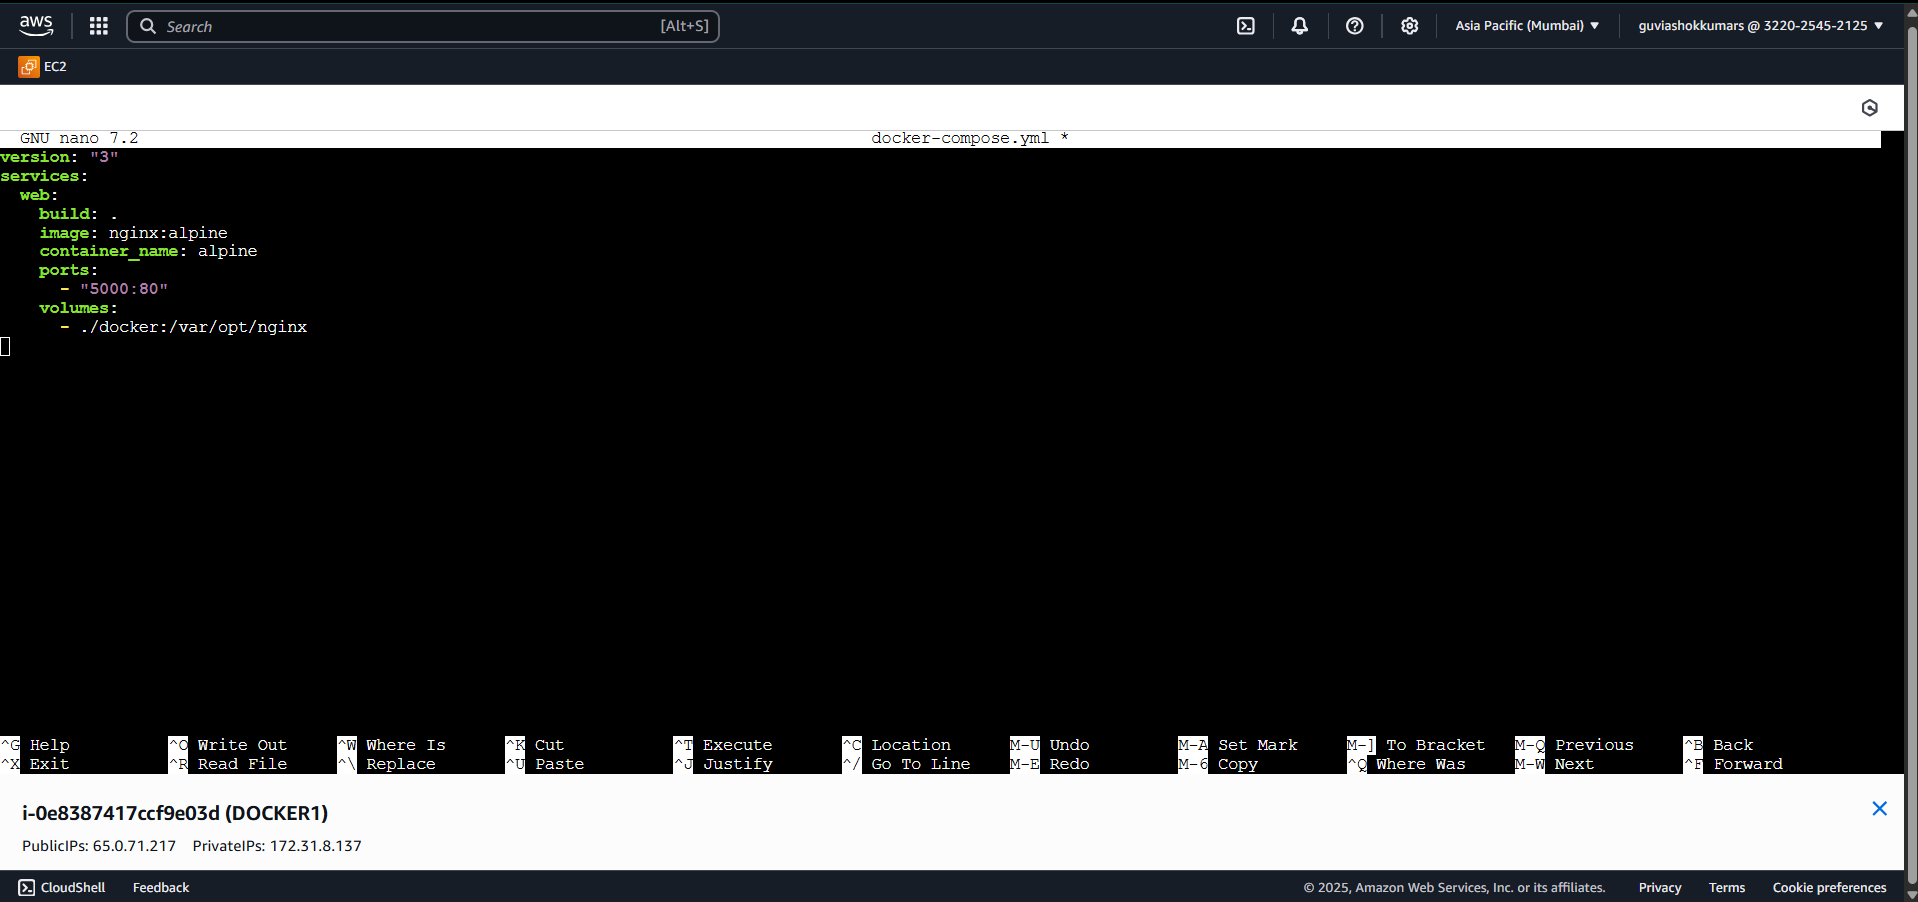 aws
Search [Alt+S]
Asia Pacific (Mumbai) guviashokkumars @ 3220-2545-2125
EC2
GNU nano 7.2 docker-compose.yml *
version: "3"
services:
  web:
    build: .
    image: nginx:alpine
    container_name: alpine
    ports:
      - "5000:80"
    volumes:
      - ./docker:/var/opt/nginx
^G Help ^O Write Out ^W Where Is ^K Cut ^T Execute ^C Location M-U Undo M-A Set Mark M-] To Bracket M-Q Previous ^B Back
^X Exit ^R Read File ^\ Replace ^U Paste ^J Justify ^/ Go To Line M-E Redo M-6 Copy ^Q Where Was M-W Next ^F Forward
i-0e8387417ccf9e03d (DOCKER1)
PublicIPs: 65.0.71.217 PrivateIPs: 172.31.8.137
CloudShell Feedback © 2025, Amazon Web Services, Inc. or its affiliates. Privacy Terms Cookie preferences